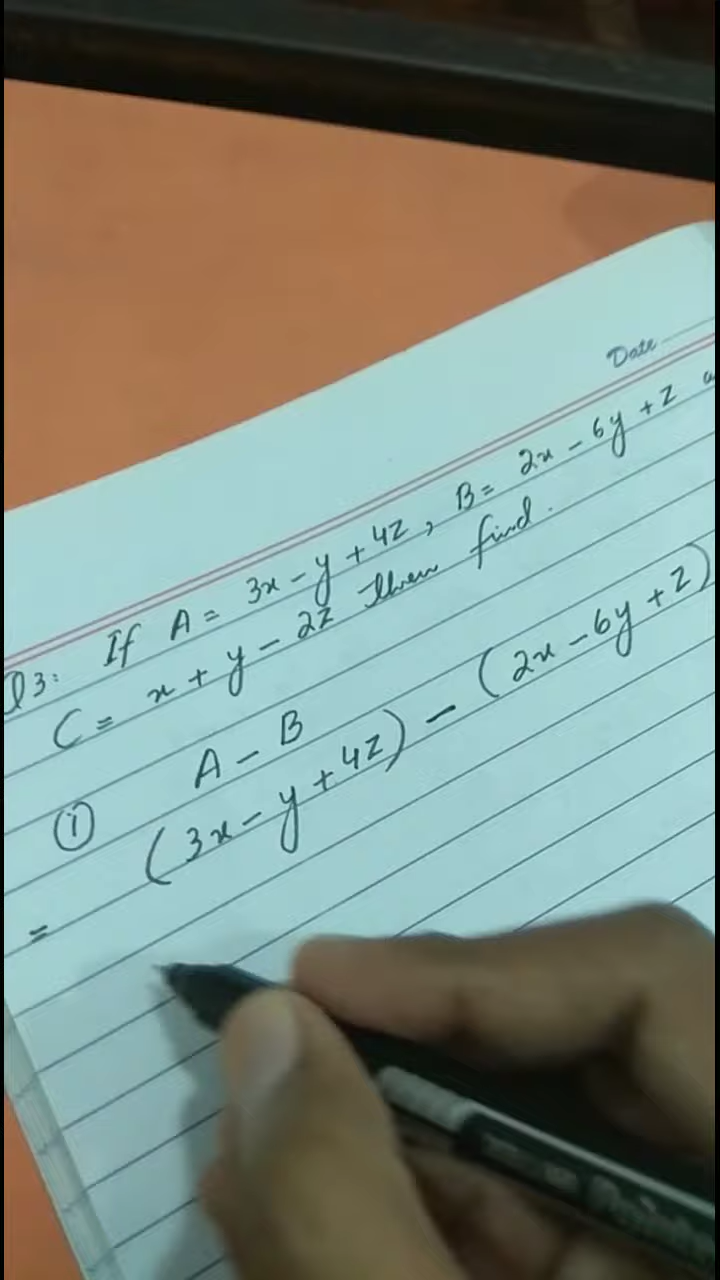 Date
Q3: If A = 3x - y + 4z, B = 2x - 6y + z
C = x + y - 2z then find.
(i) A - B
= (3x - y + 4z) - (2x - 6y + z)